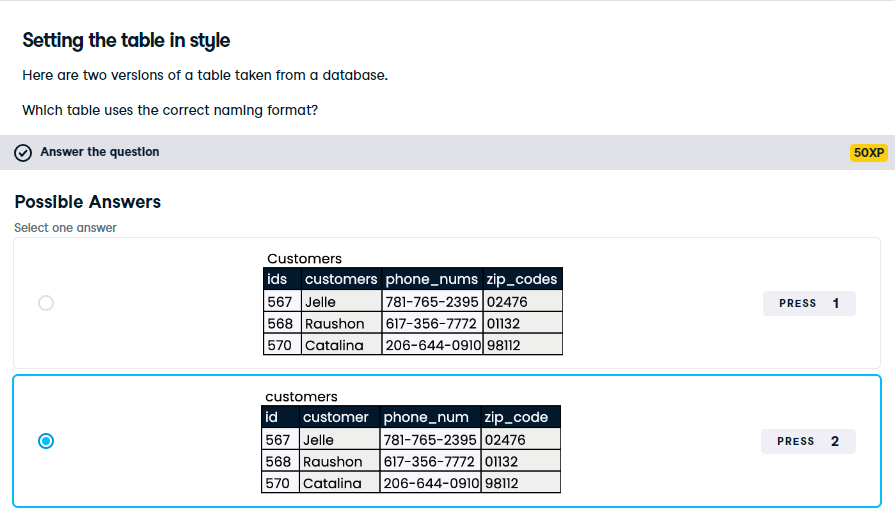 Setting the table in style
Here are two versions of a table taken from a database.
Which table uses the correct naming format?
Answer the question
50XP
Possible Answers
Select one answer
Customers
ids customers phone_nums zip_codes
567 Jelle 781-765-2395 02476
568 Raushon 617-356-7772 01132
570 Catalina 206-644-0910 98112
PRESS 1
customers
id customer phone_num zip_code
567 Jelle 781-765-2395 02476
568 Raushon 617-356-7772 01132
570 Catalina 206-644-0910 98112
PRESS 2